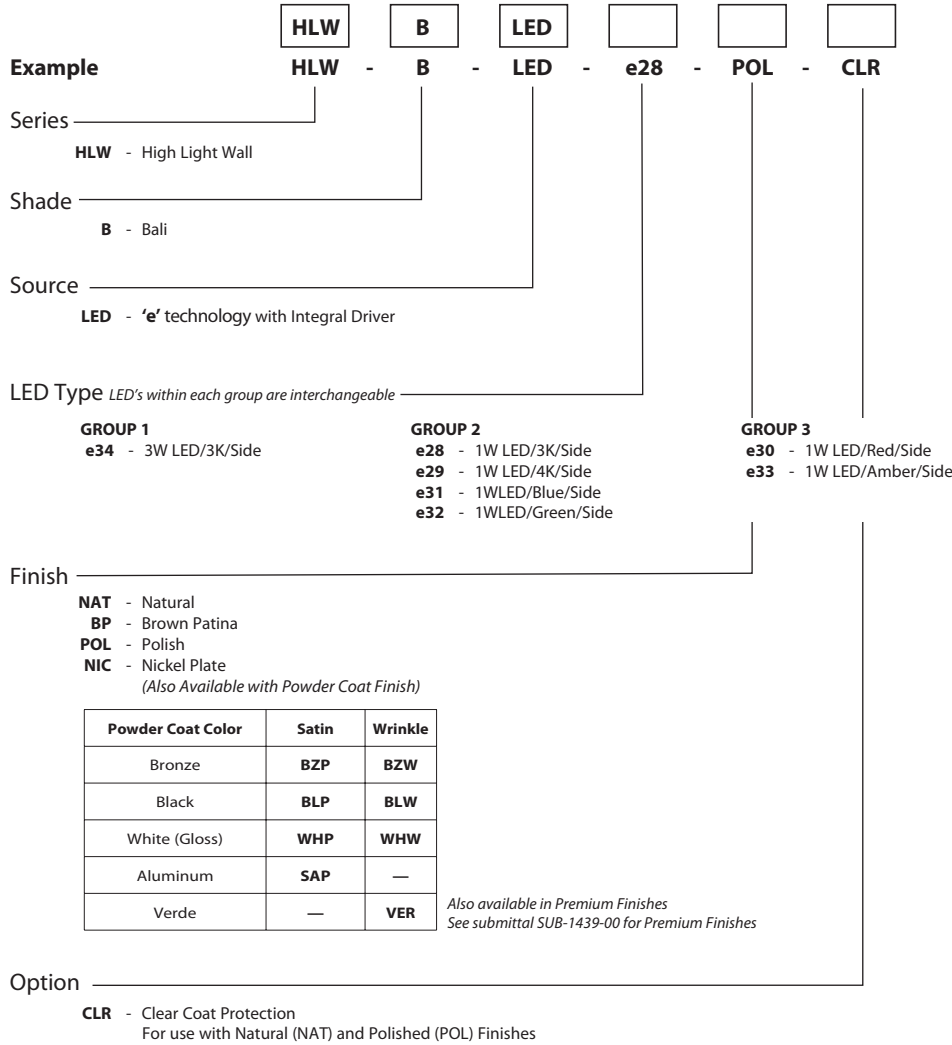 HLW B LED
Example HLW - B - LED - e28 - POL - CLR
Series
HLW - High Light Wall
Shade
B - Bali
Source
LED - ‘e’ technology with Integral Driver
LED Type LED's within each group are interchangeable
GROUP 1 GROUP 2 GROUP 3
e34 - 3W LED/3K/Side e28 - 1W LED/3K/Side e30 - 1W LED/Red/Side
e29 - 1W LED/4K/Side e33 - 1W LED/Amber/Side
e31 - 1WLED/Blue/Side
e32 - 1WLED/Green/Side
Finish
NAT - Natural
BP - Brown Patina
POL - Polish
NIC - Nickel Plate
(Also Available with Powder Coat Finish)
Powder Coat Color Satin Wrinkle
Bronze BZP BZW
Black BLP BLW
White (Gloss) WHP WHW
Aluminum SAP —
Verde — VER
Also available in Premium Finishes
See submittal SUB-1439-00 for Premium Finishes
Option
CLR - Clear Coat Protection
For use with Natural (NAT) and Polished (POL) Finishes